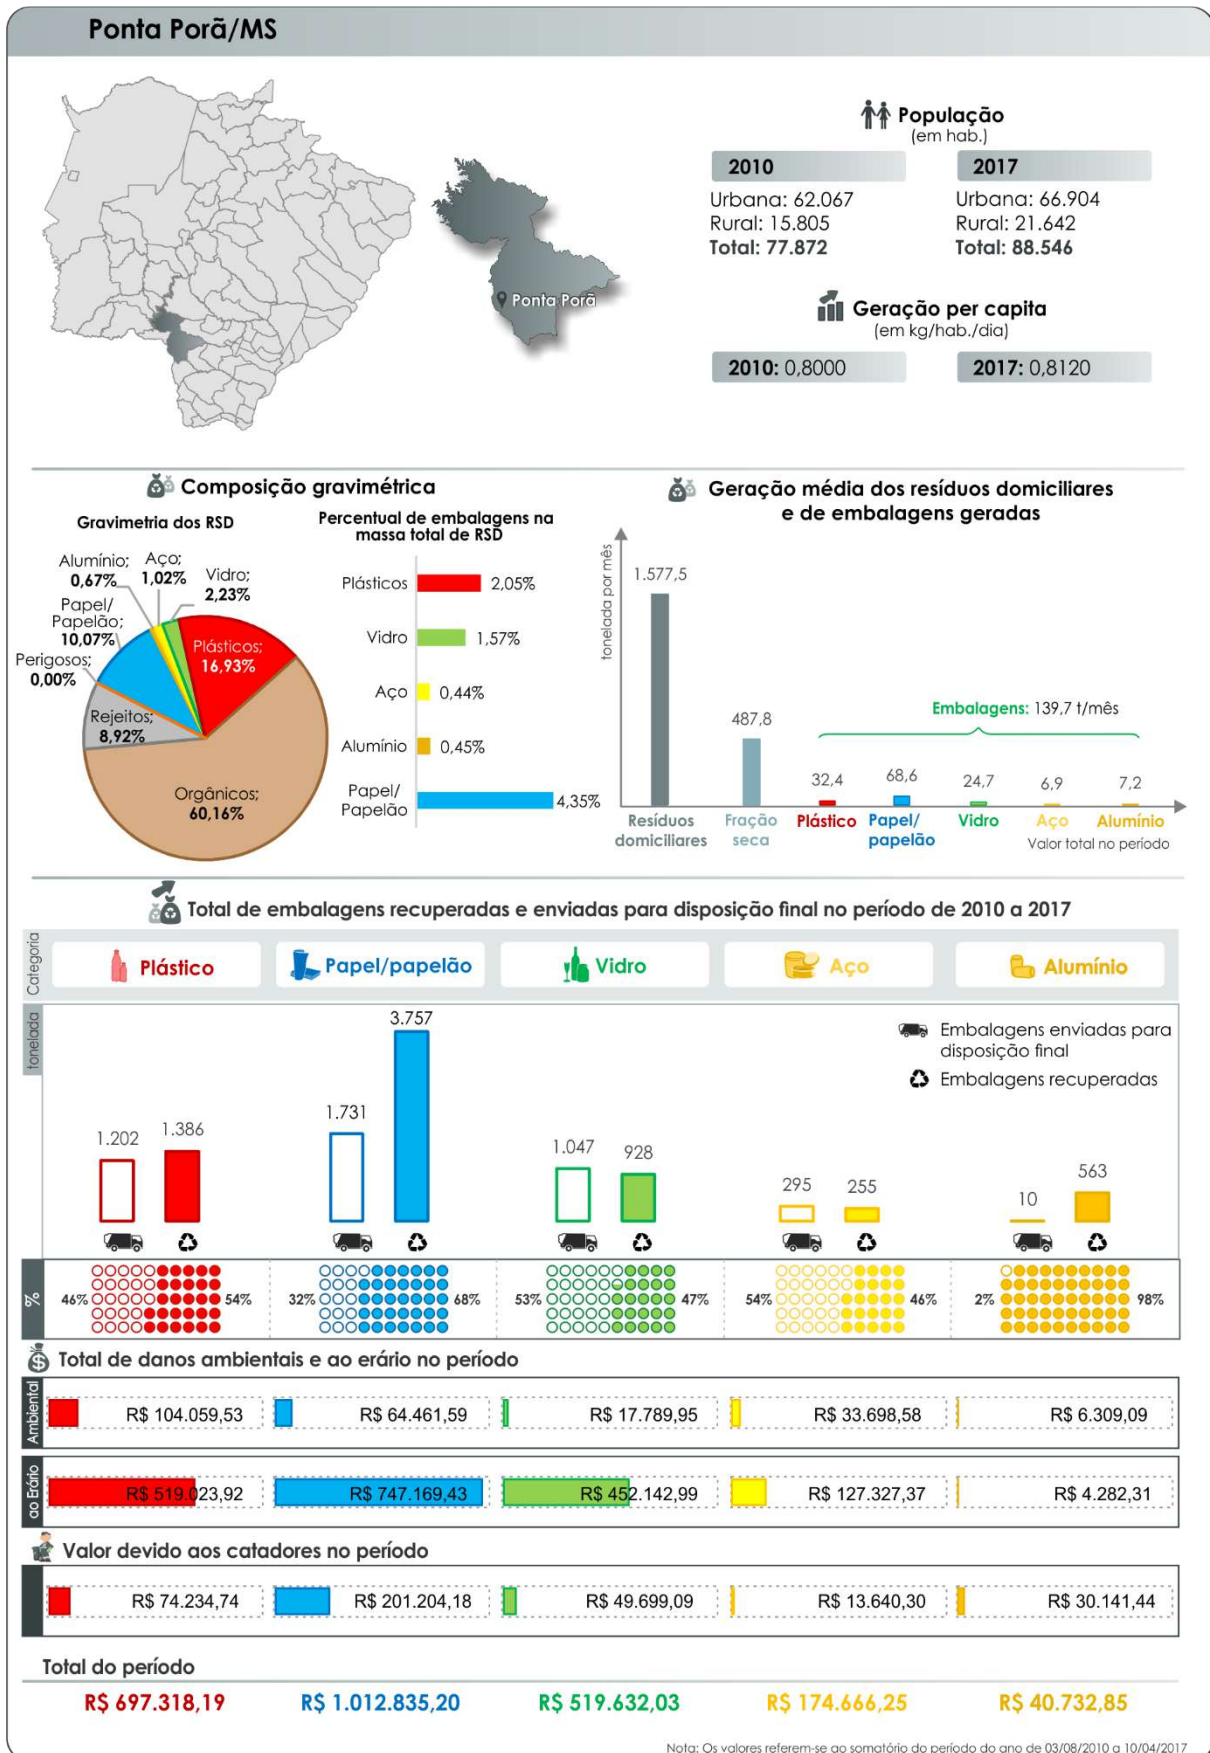 Ponta Porã/MS
População
(em hab.)
2010
2017
Urbana: 62.067
Rural: 15.805
Total: 77.872
Urbana: 66.904
Rural: 21.642
Total: 88.546
Ponta Porã
Geração per capita
(em kg/hab./dia)
2010: 0,8000
2017: 0,8120
Composição gravimétrica
Gravimetria dos RSD
Alumínio;
0,67%
Aço;
1,02%
Vidro;
2,23%
Papel/
Papelão;
10,07%
Plásticos;
16,93%
Perigosos;
0,00%
Rejeitos;
8,92%
Orgânicos;
60,16%
Percentual de embalagens na
massa total de RSD
Plásticos
2,05%
Vidro
1,57%
Aço
0,44%
Alumínio
0,45%
Papel/
Papelão
4,35%
Geração média dos resíduos domiciliares
e de embalagens geradas
tonelada por mês
1.577,5
487,8
Embalagens: 139,7 t/mês
32,4
68,6
24,7
6,9
7,2
Resíduos
domiciliares
Fração
seca
Plástico
Papel/
papelão
Vidro
Aço
Alumínio
Valor total no período
Total de embalagens recuperadas e enviadas para disposição final no período de 2010 a 2017
Categoria
Plástico
Papel/papelão
Vidro
Aço
Alumínio
tonelada
1.202
1.386
1.731
3.757
1.047
928
295
255
10
563
Embalagens enviadas para
disposição final
Embalagens recuperadas
%
46%
54%
32%
68%
53%
47%
54%
46%
2%
98%
Total de danos ambientais e ao erário no período
Ambiental
R$ 104.059,53
R$ 64.461,59
R$ 17.789,95
R$ 33.698,58
R$ 6.309,09
ao Erário
R$ 519.023,92
R$ 747.169,43
R$ 452.142,99
R$ 127.327,37
R$ 4.282,31
Valor devido aos catadores no período
R$ 74.234,74
R$ 201.204,18
R$ 49.699,09
R$ 13.640,30
R$ 30.141,44
Total do período
R$ 697.318,19
R$ 1.012.835,20
R$ 519.632,03
R$ 174.666,25
R$ 40.732,85
Nota: Os valores referem-se ao somatório do período do ano de 03/08/2010 a 10/04/2017